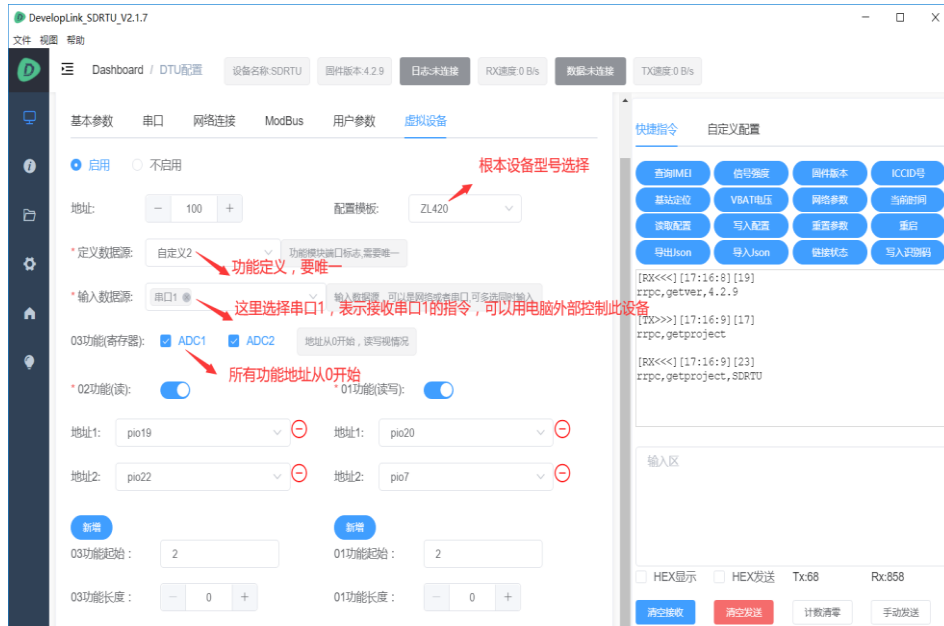 DevelopLink_SDRTU_V2.1.7
文件 视图 帮助
Dashboard / DTU配置 设备名称:SDRTU 固件版本:4.2.9 日志:未连接 RX速度:0 B/s 数据:未连接 TX速度:0 B/s
基本参数 串口 网络连接 ModBus 用户参数 虚拟设备
启用 不启用
根本设备型号选择
地址: 100 配置模板: ZL420
*定义数据源: 自定义2 功能模块端口标志,需要唯一
功能定义，要唯一
*输入数据源: 串口1 输入数据源，可以是网络或者串口,可多选同时输入
这里选择串口1，表示接收串口1的指令，可以用电脑外部控制此设备
03功能(寄存器): ADC1 ADC2 地址从0开始，读写视情况
所有功能地址从0开始
*02功能(读): *01功能(读写):
地址1: pio19 地址1: pio20
地址2: pio22 地址2: pio7
新增 新增
03功能起始： 2 01功能起始： 2
03功能长度： 0 01功能长度： 0
快捷指令 自定义配置
查询IMEI 信号强度 固件版本 ICCID号
基站定位 VBAT电压 网络参数 当前时间
读取配置 写入配置 重置参数 重启
导出Json 导入Json 链接状态 写入识别码
[RX<<<][17:16:8][19]
rrpc,getver,4.2.9
[TX>>>][17:16:9][17]
rrpc,getproject
[RX<<<][17:16:9][23]
rrpc,getproject,SDRTU
输入区
HEX显示 HEX发送 Tx:68 Rx:858
清空接收 清空发送 计数清零 手动发送